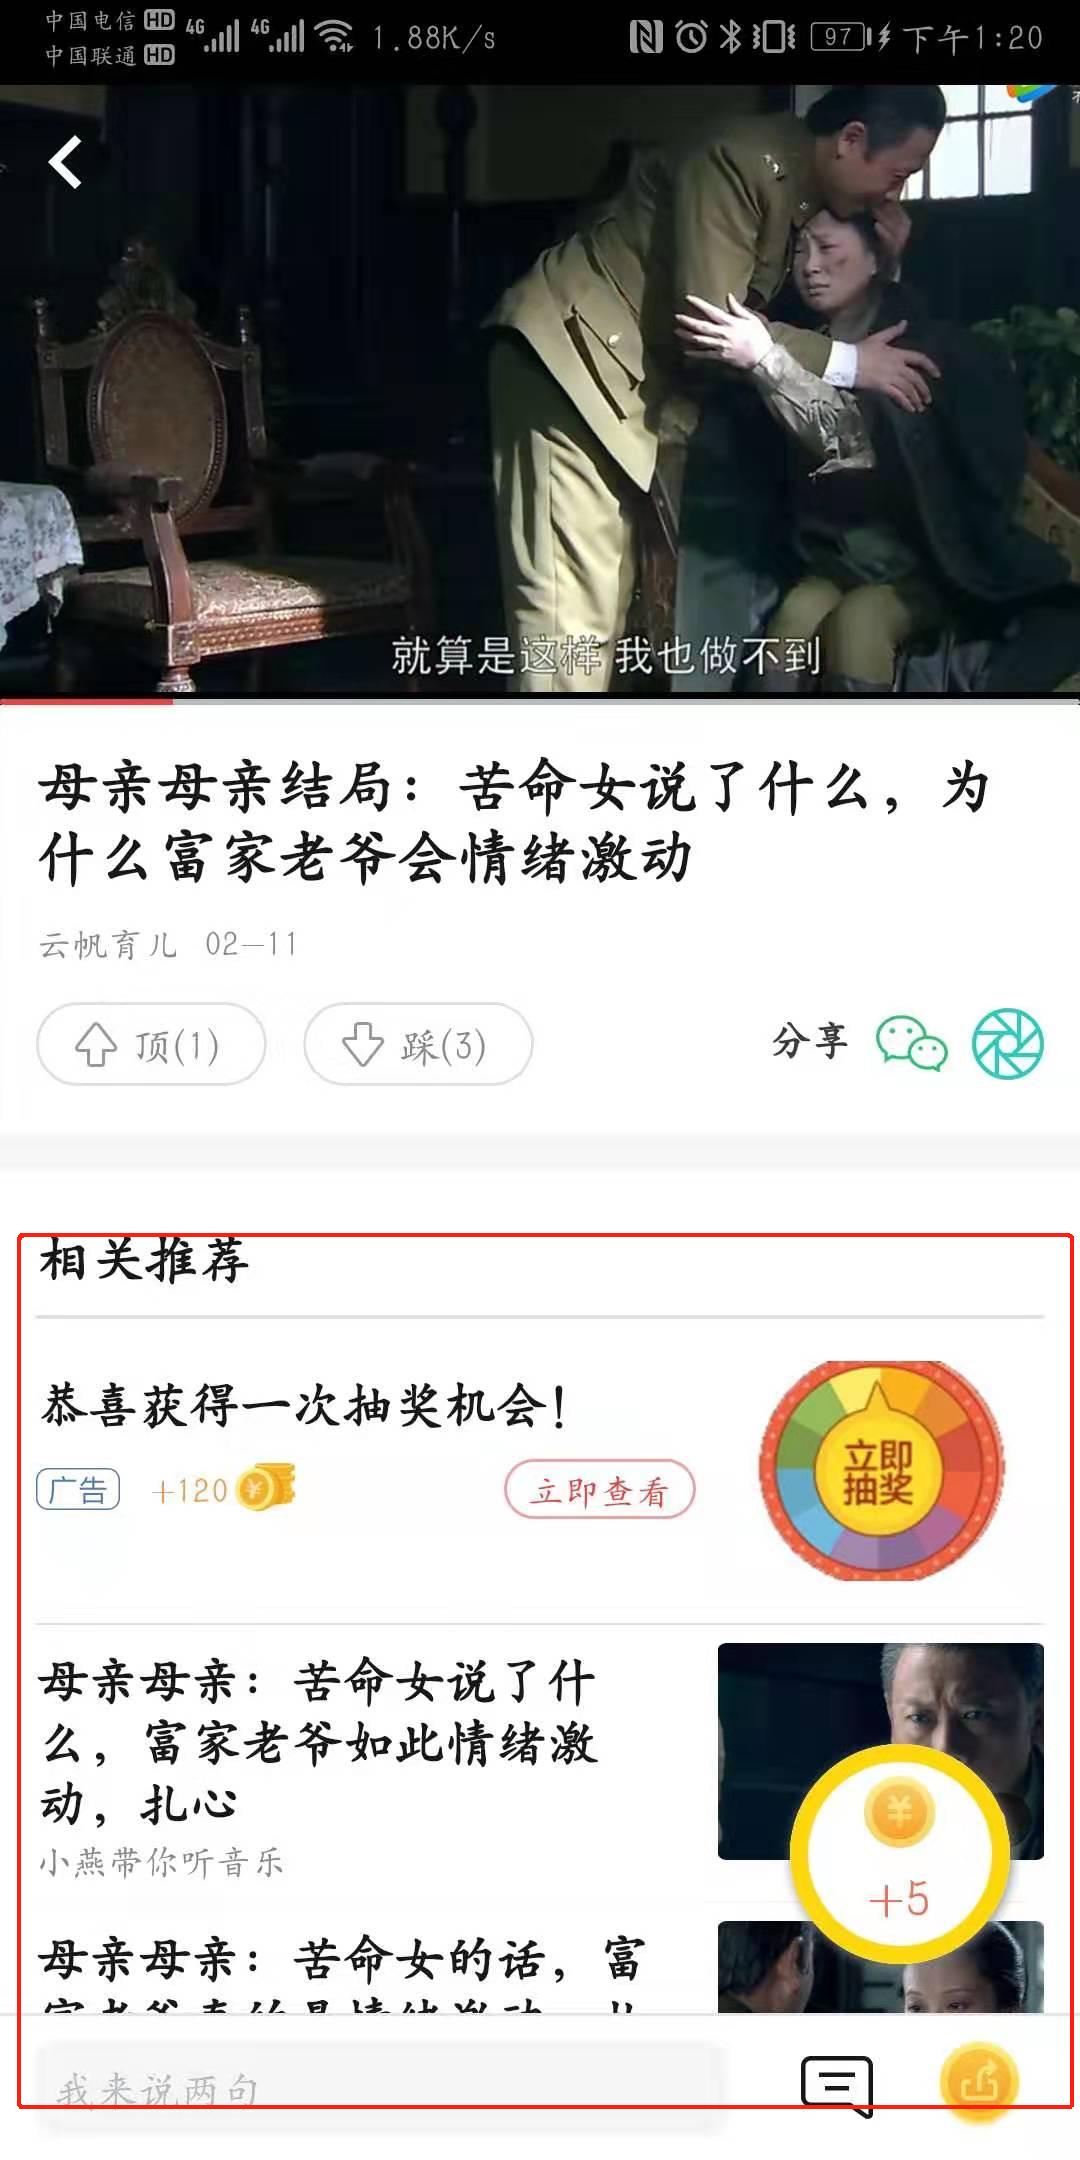 中国电信 HD 4G 4G 1.88K/s 97 下午1:20
中国联通 HD
就算是这样 我也做不到
母亲母亲结局：苦命女说了什么，为
什么富家老爷会情绪激动
云帆育儿 02-11
顶(1) 踩(3) 分享
相关推荐
恭喜获得一次抽奖机会！
广告 +120 立即查看
立即
抽奖
母亲母亲：苦命女说了什
么，富家老爷如此情绪激
动，扎心
小燕带你听音乐
+5
母亲母亲：苦命女的话，富
我来说两句